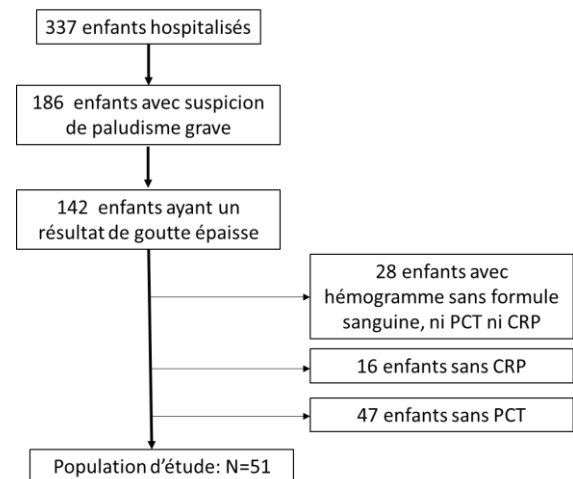 337 enfants hospitalisés
186 enfants avec suspicion
de paludisme grave
142 enfants ayant un
résultat de goutte épaisse
28 enfants avec
hémogramme sans formule
sanguine, ni PCT ni CRP
16 enfants sans CRP
47 enfants sans PCT
Population d'étude: N=51